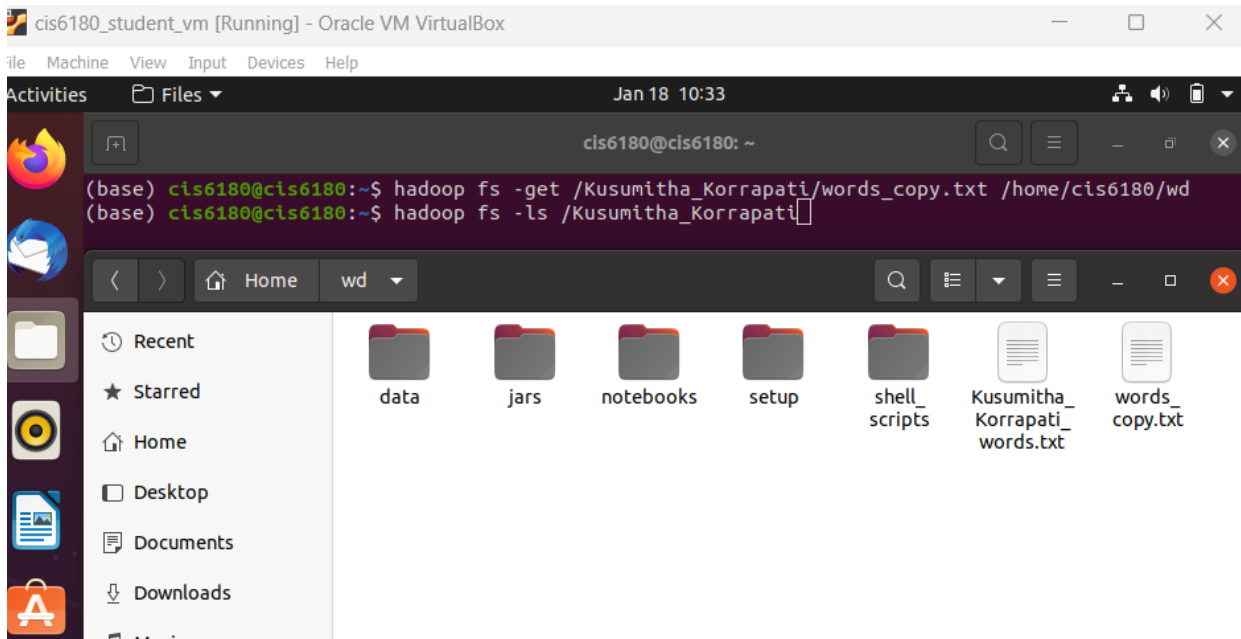 cis6180_student_vm [Running] - Oracle VM VirtualBox
File Machine View Input Devices Help
Activities Files Jan 18 10:33
cis6180@cis6180: ~
(base) cis6180@cis6180:~$ hadoop fs -get /Kusumitha_Korrapati/words_copy.txt /home/cis6180/wd
(base) cis6180@cis6180:~$ hadoop fs -ls /Kusumitha_Korrapati
Home wd
Recent
Starred
Home
Desktop
Documents
Downloads
data
jars
notebooks
setup
shell_
scripts
Kusumitha_
Korrapati_
words.txt
words_
copy.txt